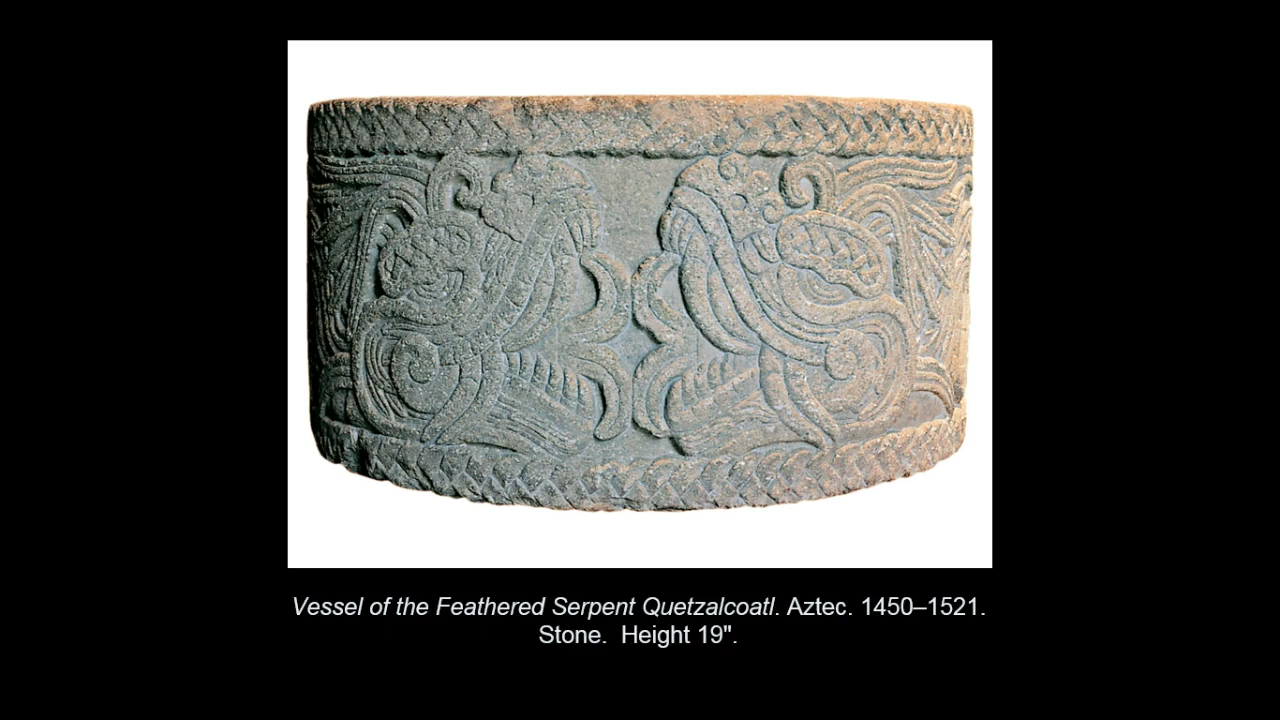 Vessel of the Feathered Serpent Quetzalcoatl. Aztec. 1450–1521.
Stone.  Height 19".